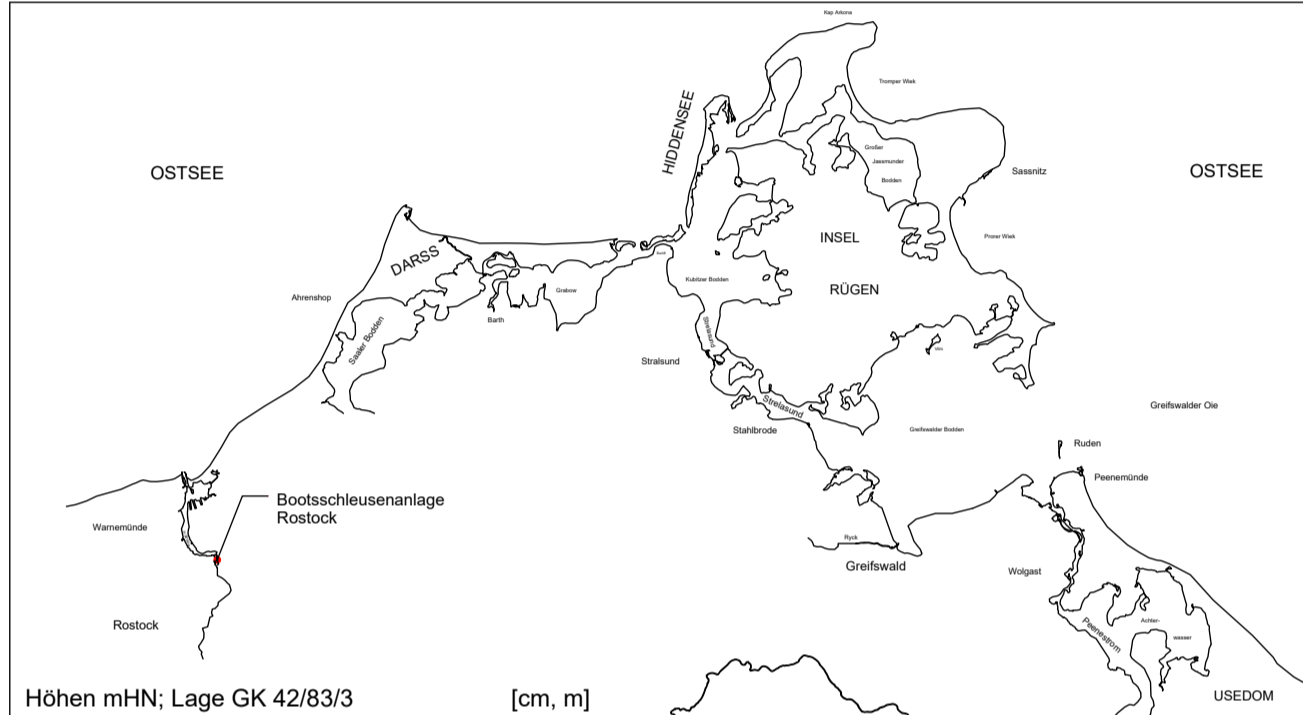 Kap Arkona
Tromper Wiek
HIDDENSEE
Großer
Jassmunder
Bodden
OSTSEE
Sassnitz
OSTSEE
INSEL
Prorer Wiek
DARSS
Kubitzer Bodden
RÜGEN
Grabow
Ahrenshop
Barth
Strelasund
Saaler Bodden
Vilm
Stralsund
Strelasund
Greifswalder Oie
Stahlbrode
Greifswalder Bodden
Ruden
Peenemünde
Bootsschleusenanlage
Rostock
Warnemünde
Ryck
Greifswald
Wolgast
Rostock
Achter-
wasser
Peenestrom
Höhen mHN; Lage GK 42/83/3
[cm, m]
USEDOM